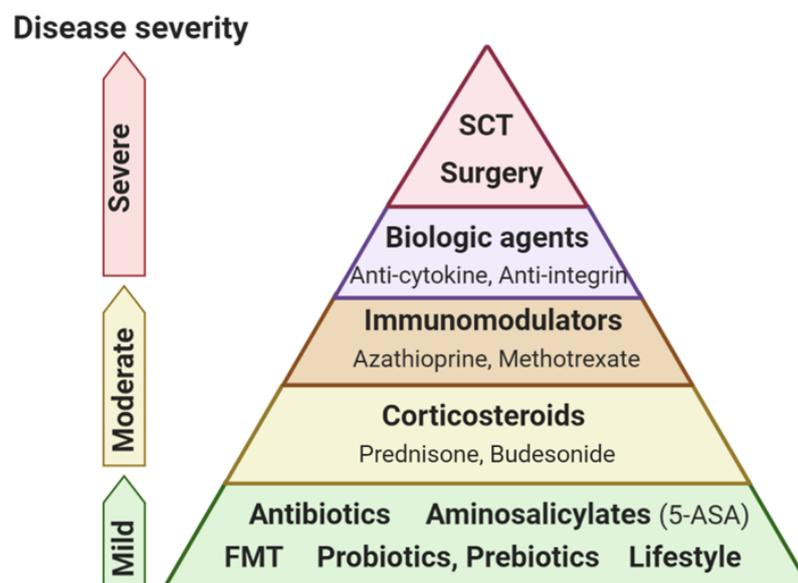 Disease severity
Severe
Moderate
Mild
SCT
Surgery
Biologic agents
Anti-cytokine, Anti-integrin
Immunomodulators
Azathioprine, Methotrexate
Corticosteroids
Prednisone, Budesonide
Antibiotics Aminosalicylates (5-ASA)
FMT Probiotics, Prebiotics Lifestyle